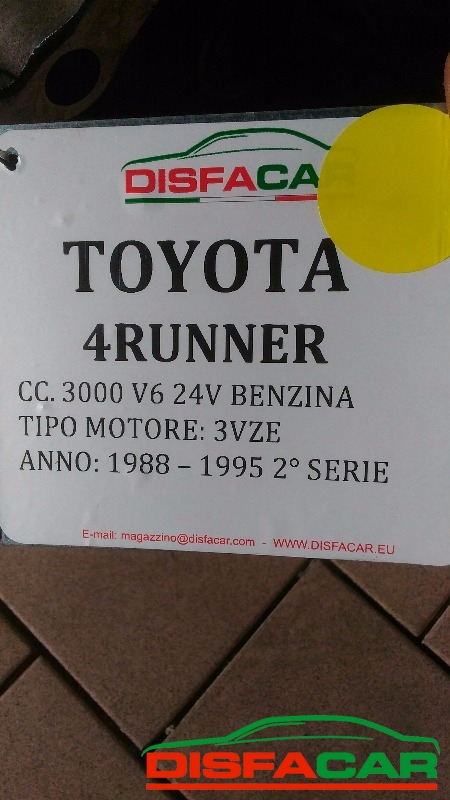 DISFACAR
TOYOTA
4RUNNER
CC. 3000 V6 24V BENZINA
TIPO MOTORE: 3VZE
ANNO: 1988 – 1995 2° SERIE
E-mail: magazzino@disfacar.com - WWW.DISFACAR.EU
DISFACAR